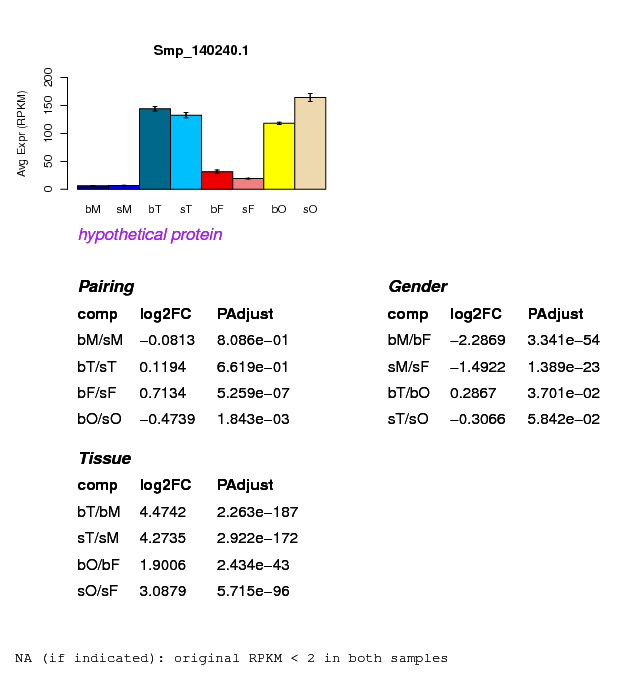 Smp_140240.1
Avg Expr (RPKM)
200
150
100
50
0
bM sM bT sT bF sF bO sO
hypothetical protein
Pairing
comp log2FC PAdjust
bM/sM −0.0813 8.086e−01
bT/sT 0.1194 6.619e−01
bF/sF 0.7134 5.259e−07
bO/sO −0.4739 1.843e−03
Gender
comp log2FC PAdjust
bM/bF −2.2869 3.341e−54
sM/sF −1.4922 1.389e−23
bT/bO 0.2867 3.701e−02
sT/sO −0.3066 5.842e−02
Tissue
comp log2FC PAdjust
bT/bM 4.4742 2.263e−187
sT/sM 4.2735 2.922e−172
bO/bF 1.9006 2.434e−43
sO/sF 3.0879 5.715e−96
NA (if indicated): original RPKM < 2 in both samples